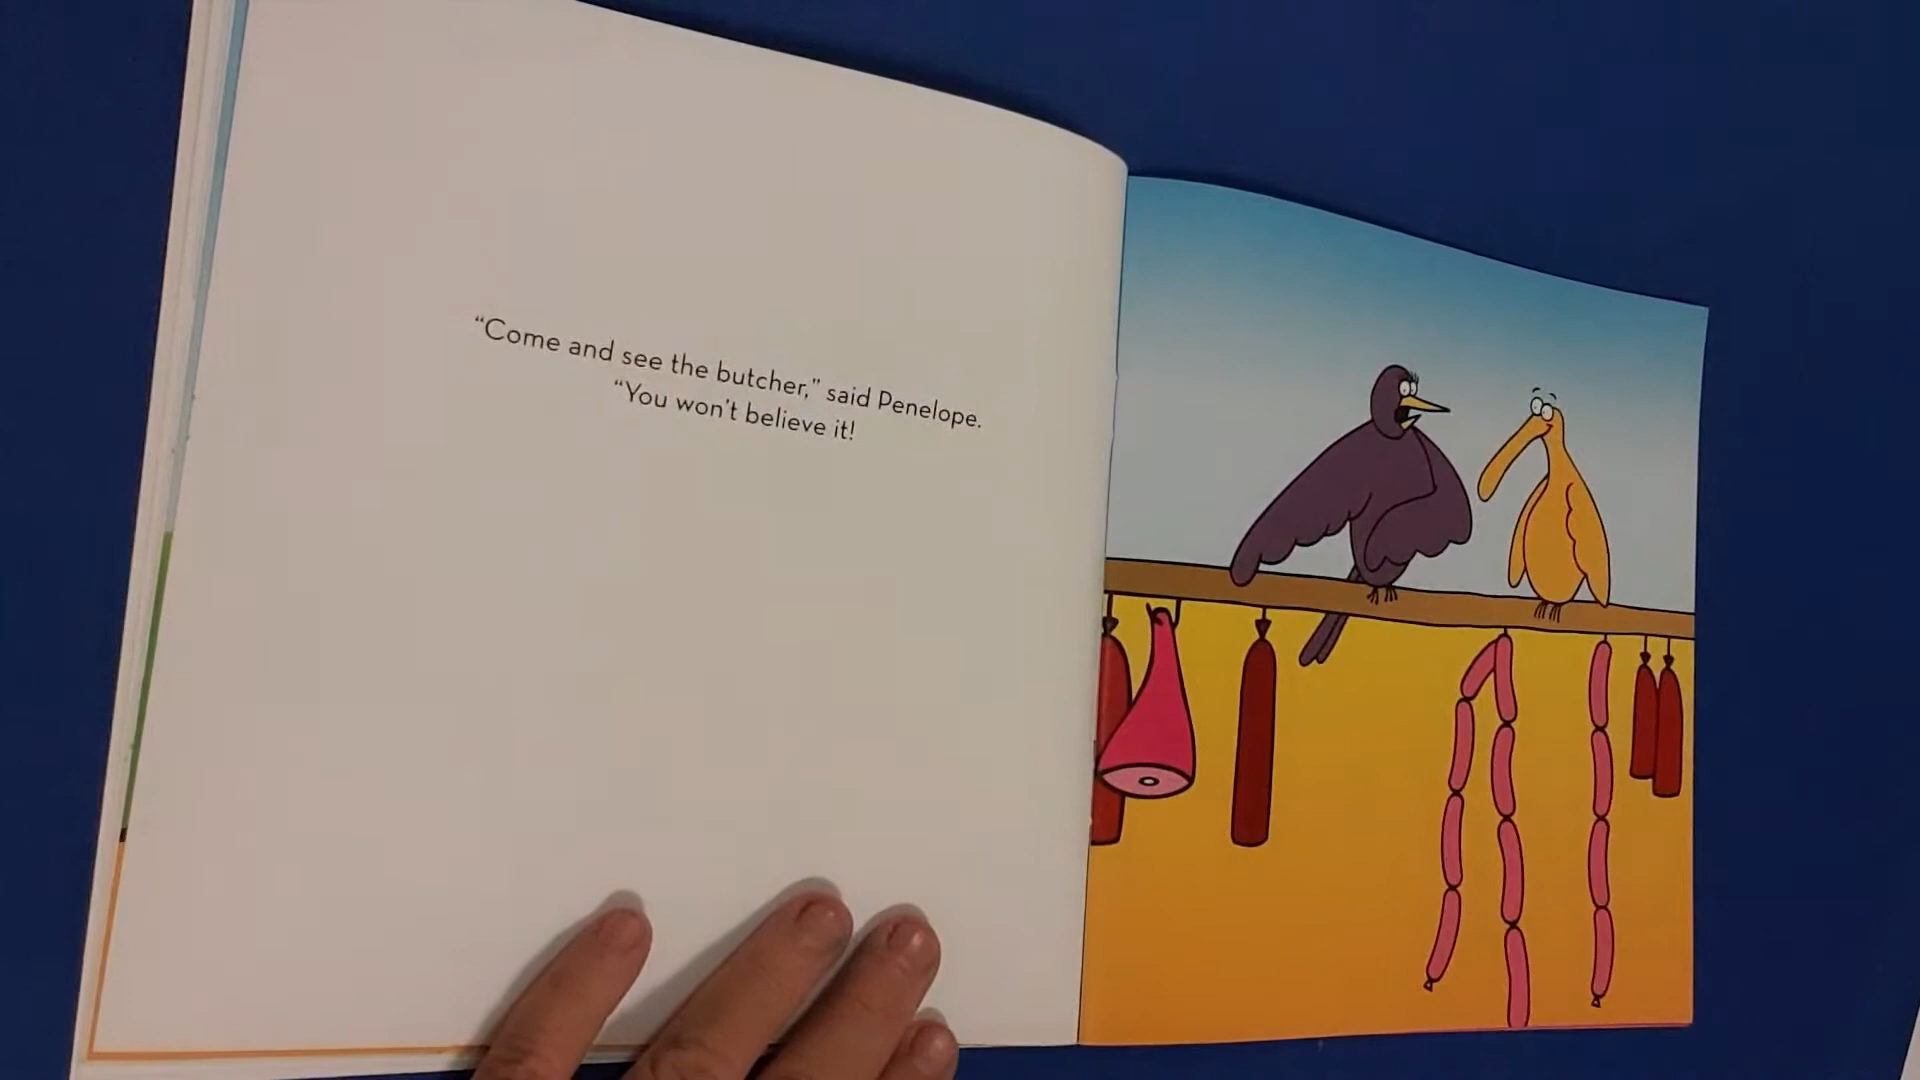 “Come and see the butcher,” said Penelope.
“You won’t believe it!